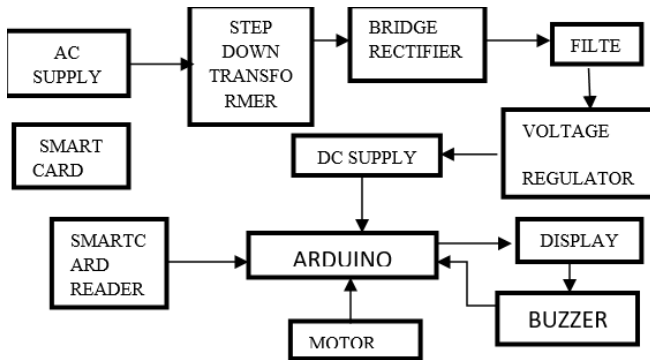 AC
SUPPLY
STEP
DOWN
TRANSFO
RMER
BRIDGE
RECTIFIER
FILTE
SMART
CARD
DC SUPPLY
VOLTAGE
REGULATOR
SMARTC
ARD
READER
ARDUINO
DISPLAY
BUZZER
MOTOR